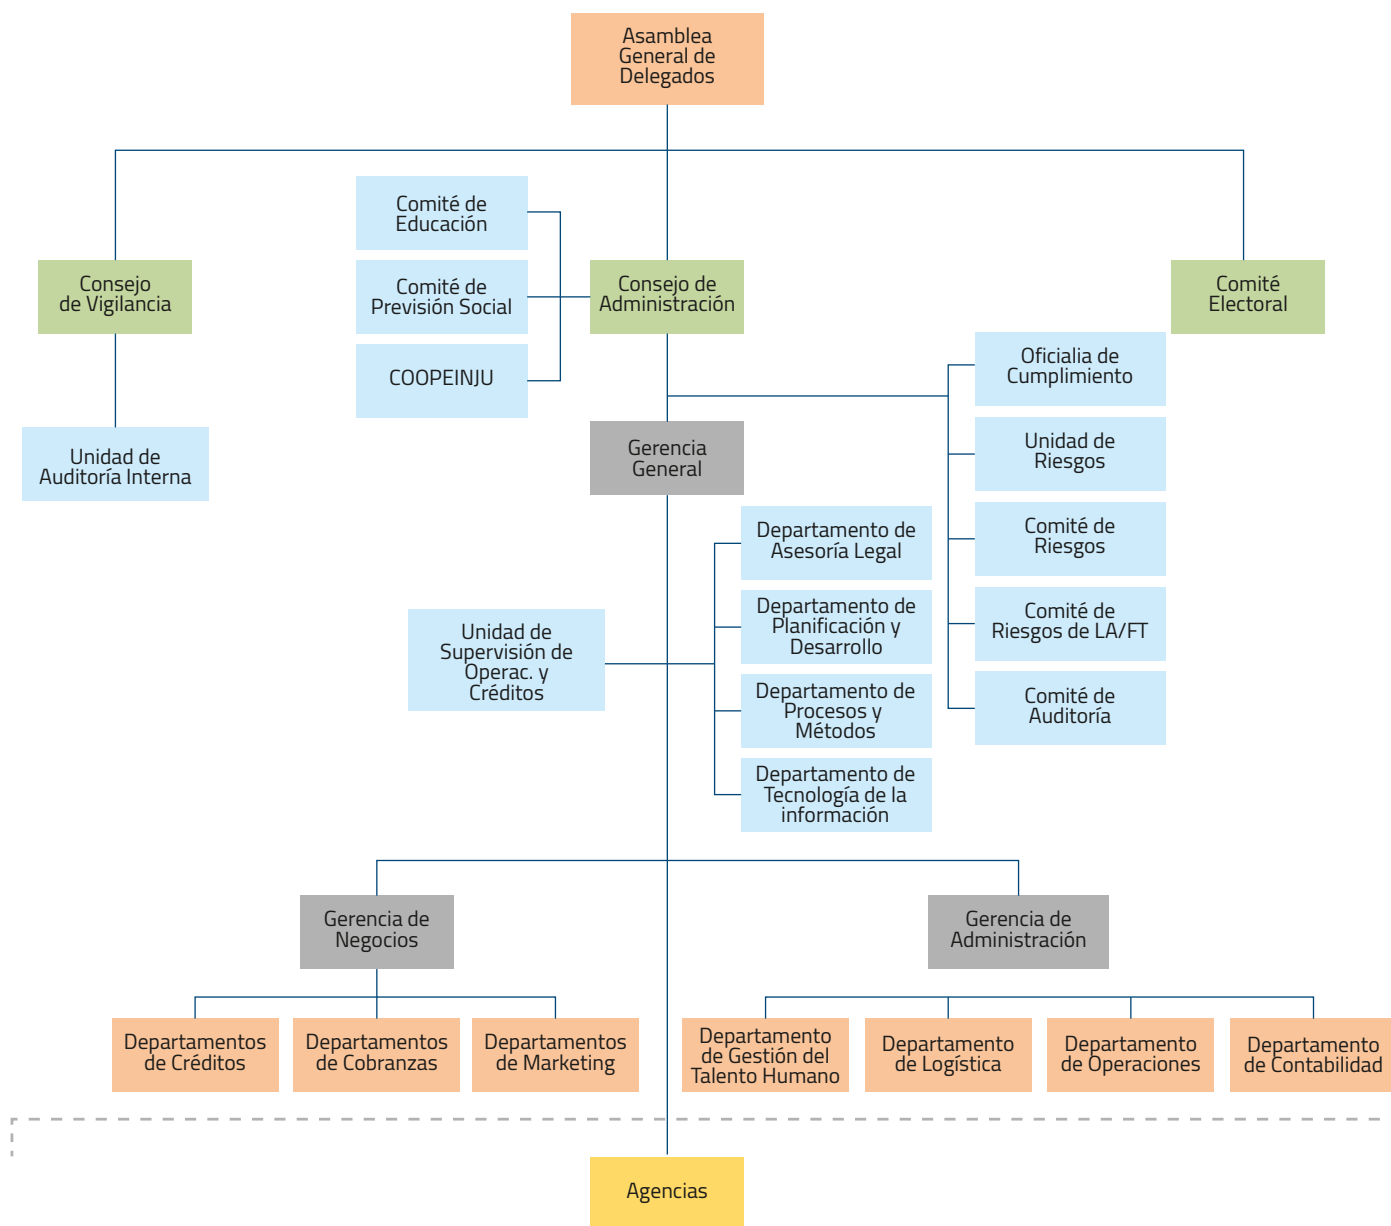 Asamblea
General de
Delegados
Comité de
Educación
Consejo
de Vigilancia
Comité de
Previsión Social
Consejo de
Administración
Comité
Electoral
COOPEINJU
Oficialia de
Cumplimiento
Unidad de
Auditoría Interna
Gerencia
General
Unidad de
Riesgos
Departamento de
Asesoría Legal
Comité de
Riesgos
Unidad de
Supervisión de
Operac. y
Créditos
Departamento de
Planificación y
Desarrollo
Comité de
Riesgos de LA/FT
Departamento de
Procesos y
Métodos
Comité de
Auditoría
Departamento de
Tecnología de la
información
Gerencia de
Negocios
Gerencia de
Administración
Departamentos
de Créditos
Departamentos
de Cobranzas
Departamentos
de Marketing
Departamento
de Gestión del
Talento Humano
Departamento
de Logística
Departamento
de Operaciones
Departamento
de Contabilidad
Agencias